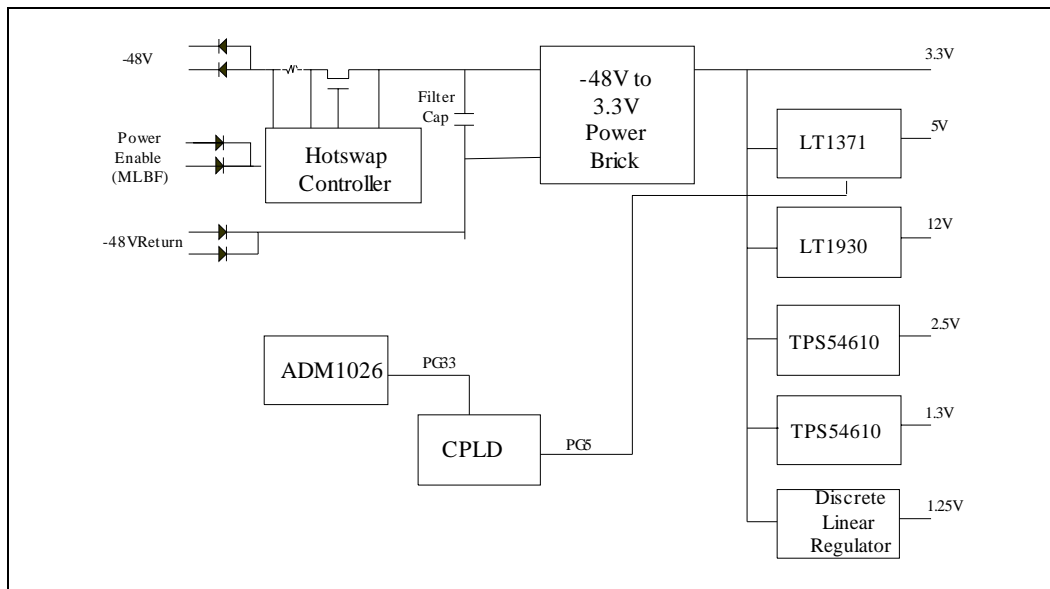 -48V
Power
Enable
(MLBF)
-48VReturn
Hotswap
Controller
Filter
Cap
-48V to
3.3V
Power
Brick
3.3V
LT1371
5V
LT1930
12V
TPS54610
2.5V
TPS54610
1.3V
Discrete
Linear
Regulator
1.25V
ADM1026
PG33
CPLD
PG5